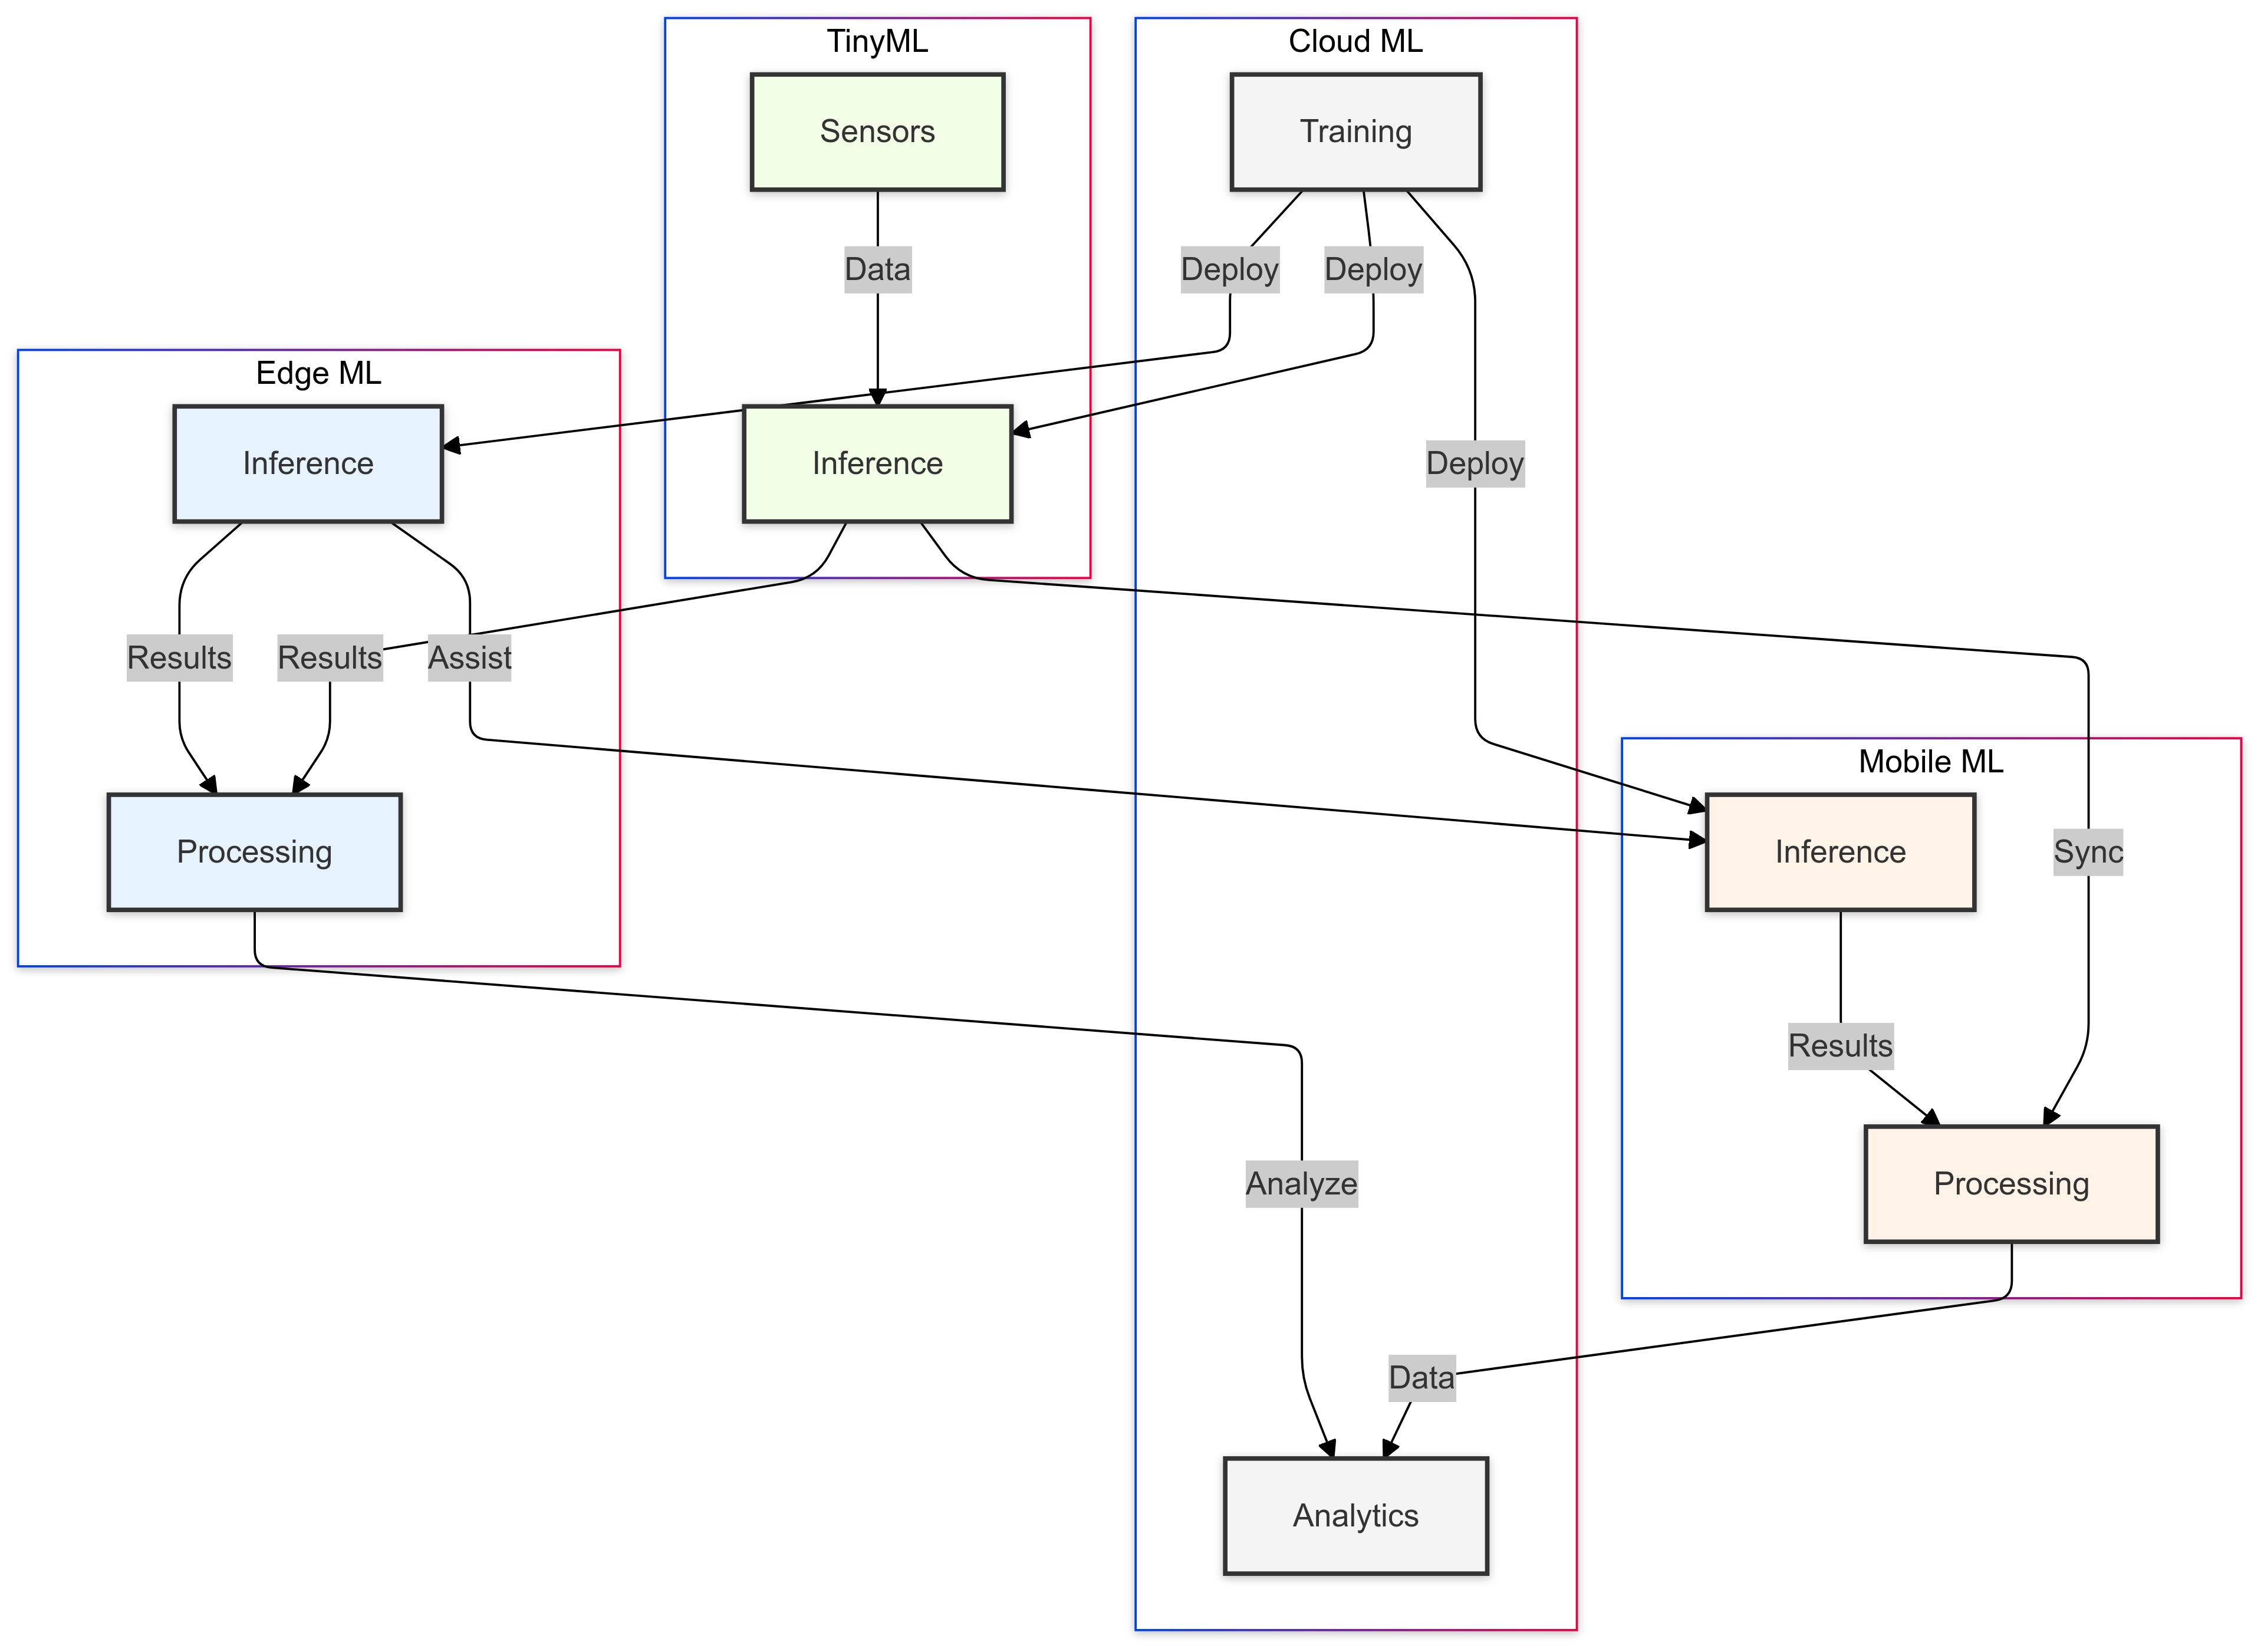 TinyML
Cloud ML
Sensors
Training
Data
Deploy
Deploy
Edge ML
Inference
Inference
Deploy
Results
Results
Assist
Mobile ML
Processing
Inference
Sync
Results
Analyze
Processing
Data
Analytics